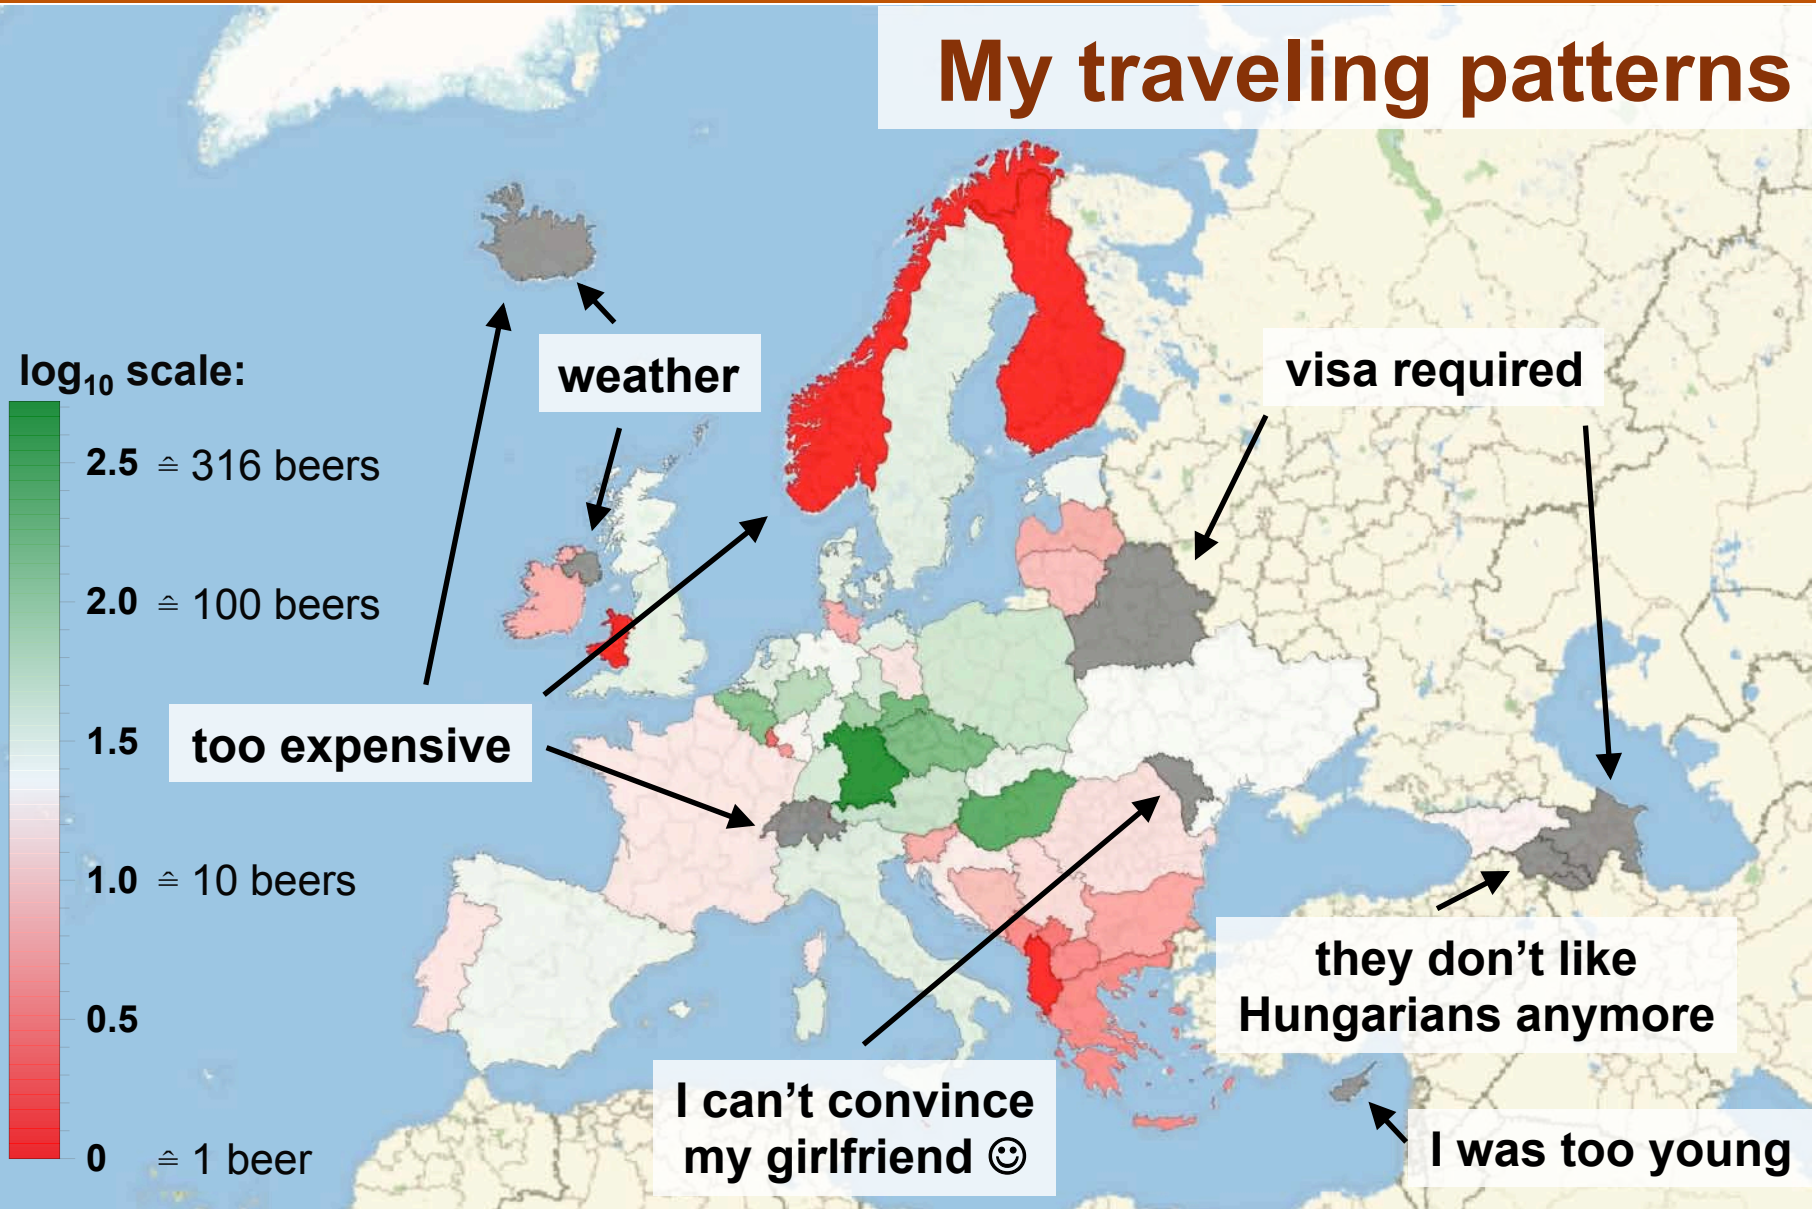 My traveling patterns
log₁₀ scale:
2.5 ≙ 316 beers
2.0 ≙ 100 beers
1.5
1.0 ≙ 10 beers
0.5
0 ≙ 1 beer
weather
visa required
too expensive
they don’t like
Hungarians anymore
I can’t convince
my girlfriend ☺
I was too young